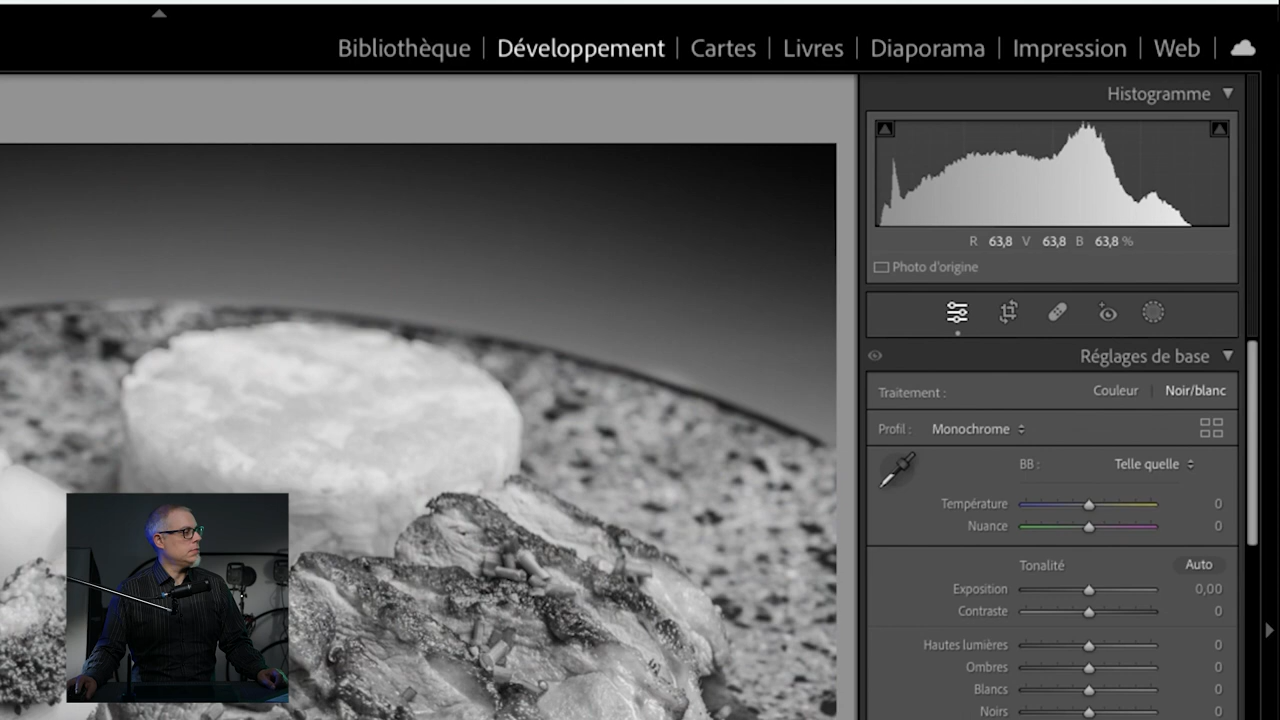 Bibliothèque | Développement | Cartes | Livres | Diaporama | Impression | Web |
Histogramme
R 63,8 V 63,8 B 63,8 %
Photo d'origine
Réglages de base
Traitement : Couleur | Noir/blanc
Profil : Monochrome
BB : Telle quelle
Température 0
Nuance 0
Tonalité Auto
Exposition 0,00
Contraste 0
Hautes lumières 0
Ombres 0
Blancs 0
Noirs 0